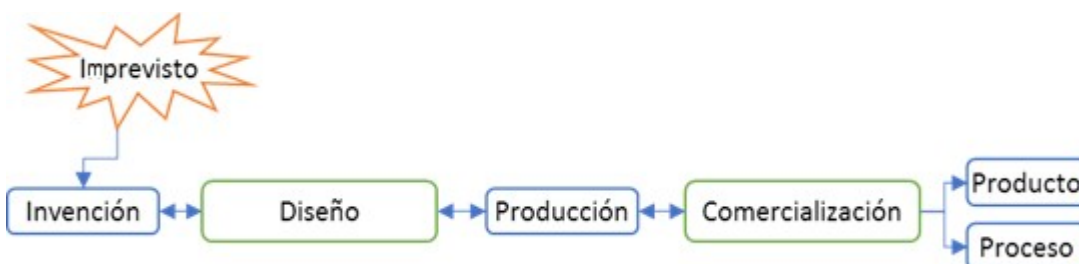 Imprevisto
Invención
Diseño
Producción
Comercialización
Producto
Proceso